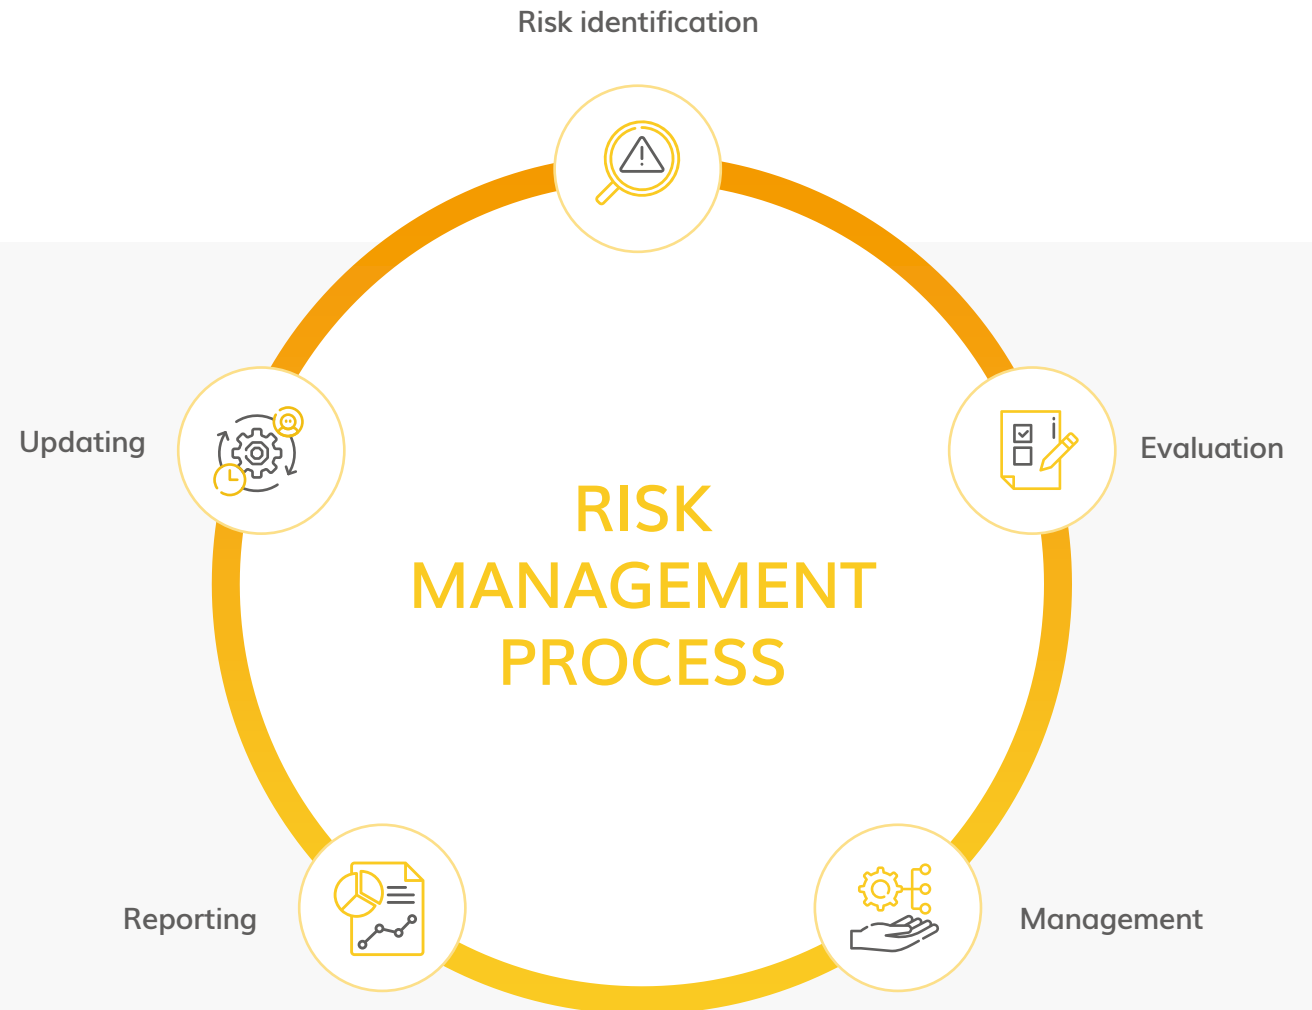 Risk identification
Updating
Evaluation
RISK
MANAGEMENT
PROCESS
Reporting
Management